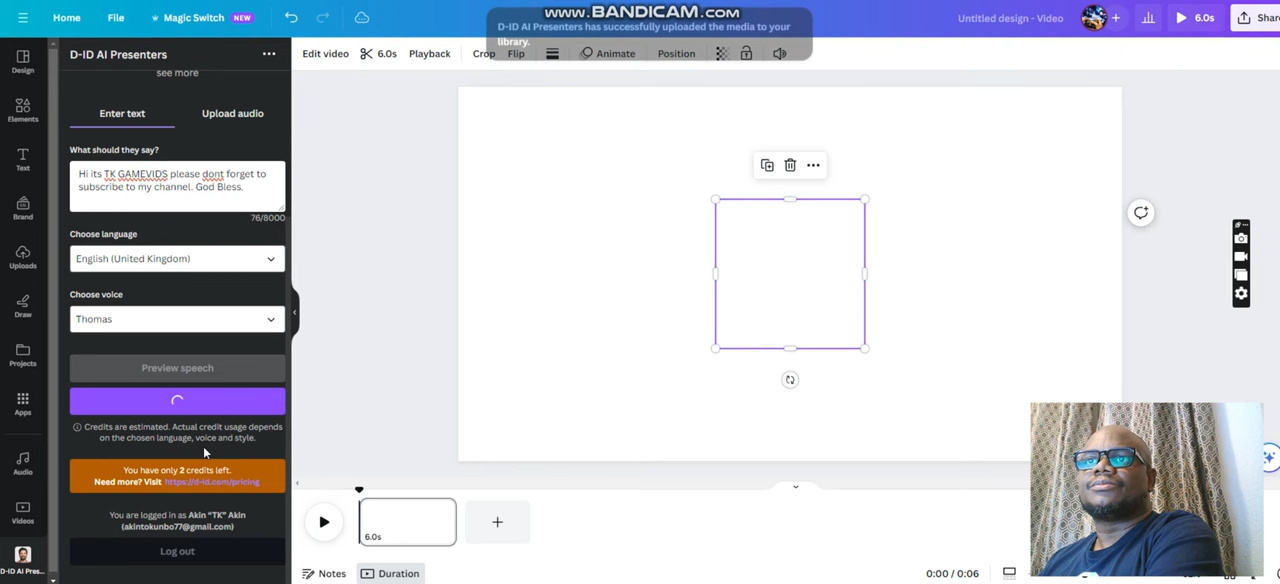 www.BANDICAM.com
Home
File
Magic Switch
NEW
D-ID AI Presenters has successfully uploaded the media to your
library.
Untitled design - Video
6.0s
Share
Design
Elements
Text
Brand
Uploads
Draw
Projects
Apps
Audio
Videos
D-ID AI Pres...
D-ID AI Presenters
see more
Enter text
Upload audio
What should they say?
Hi its TK GAMEVIDS please dont forget to
subscribe to my channel. God Bless.
76/8000
Choose language
English (United Kingdom)
Choose voice
Thomas
Preview speech
Credits are estimated. Actual credit usage depends
on the chosen language, voice and style.
You have only 2 credits left.
Need more? Visit https://d-id.com/pricing
You are logged in as Akin "TK" Akin
(akintokunbo77@gmail.com)
Log out
Edit video
6.0s
Playback
Crop
Flip
Animate
Position
6.0s
Notes
Duration
0:00 / 0:06